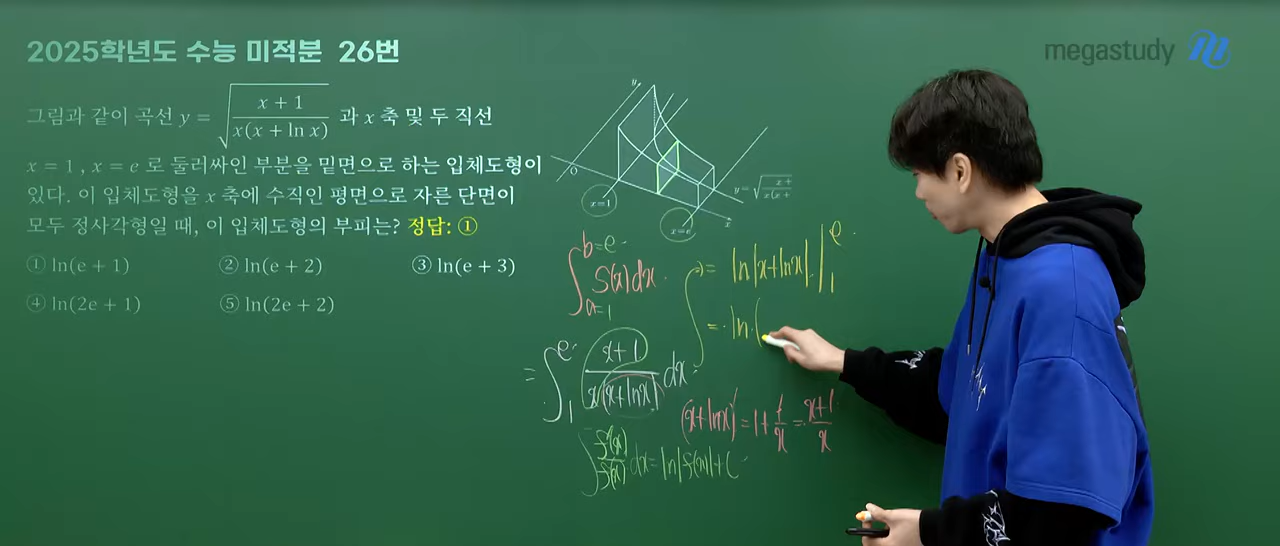 2025학년도 수능 미적분 26번
megastudy
그림과 같이 곡선 y = √((x + 1)/(x(x + ln x))) 과 x 축 및 두 직선
x = 1 , x = e 로 둘러싸인 부분을 밑면으로 하는 입체도형이
있다. 이 입체도형을 x 축에 수직인 평면으로 자른 단면이
모두 정사각형일 때, 이 입체도형의 부피는? 정답: ①
① ln(e + 1) ② ln(e + 2) ③ ln(e + 3)
④ ln(2e + 1) ⑤ ln(2e + 2)
y
O
x=1
x=e
x
y=√
∫ b=e a=1 S(x)dx
= ∫₁ᵉ (x+1)/(x(x+lnx)) dx
= ln|x+lnx| |₁ᵉ
= ln(
(x+lnx)' = 1 + 1/x = (x+1)/x
∫ f'(x)/f(x) dx = ln|f(x)|+C